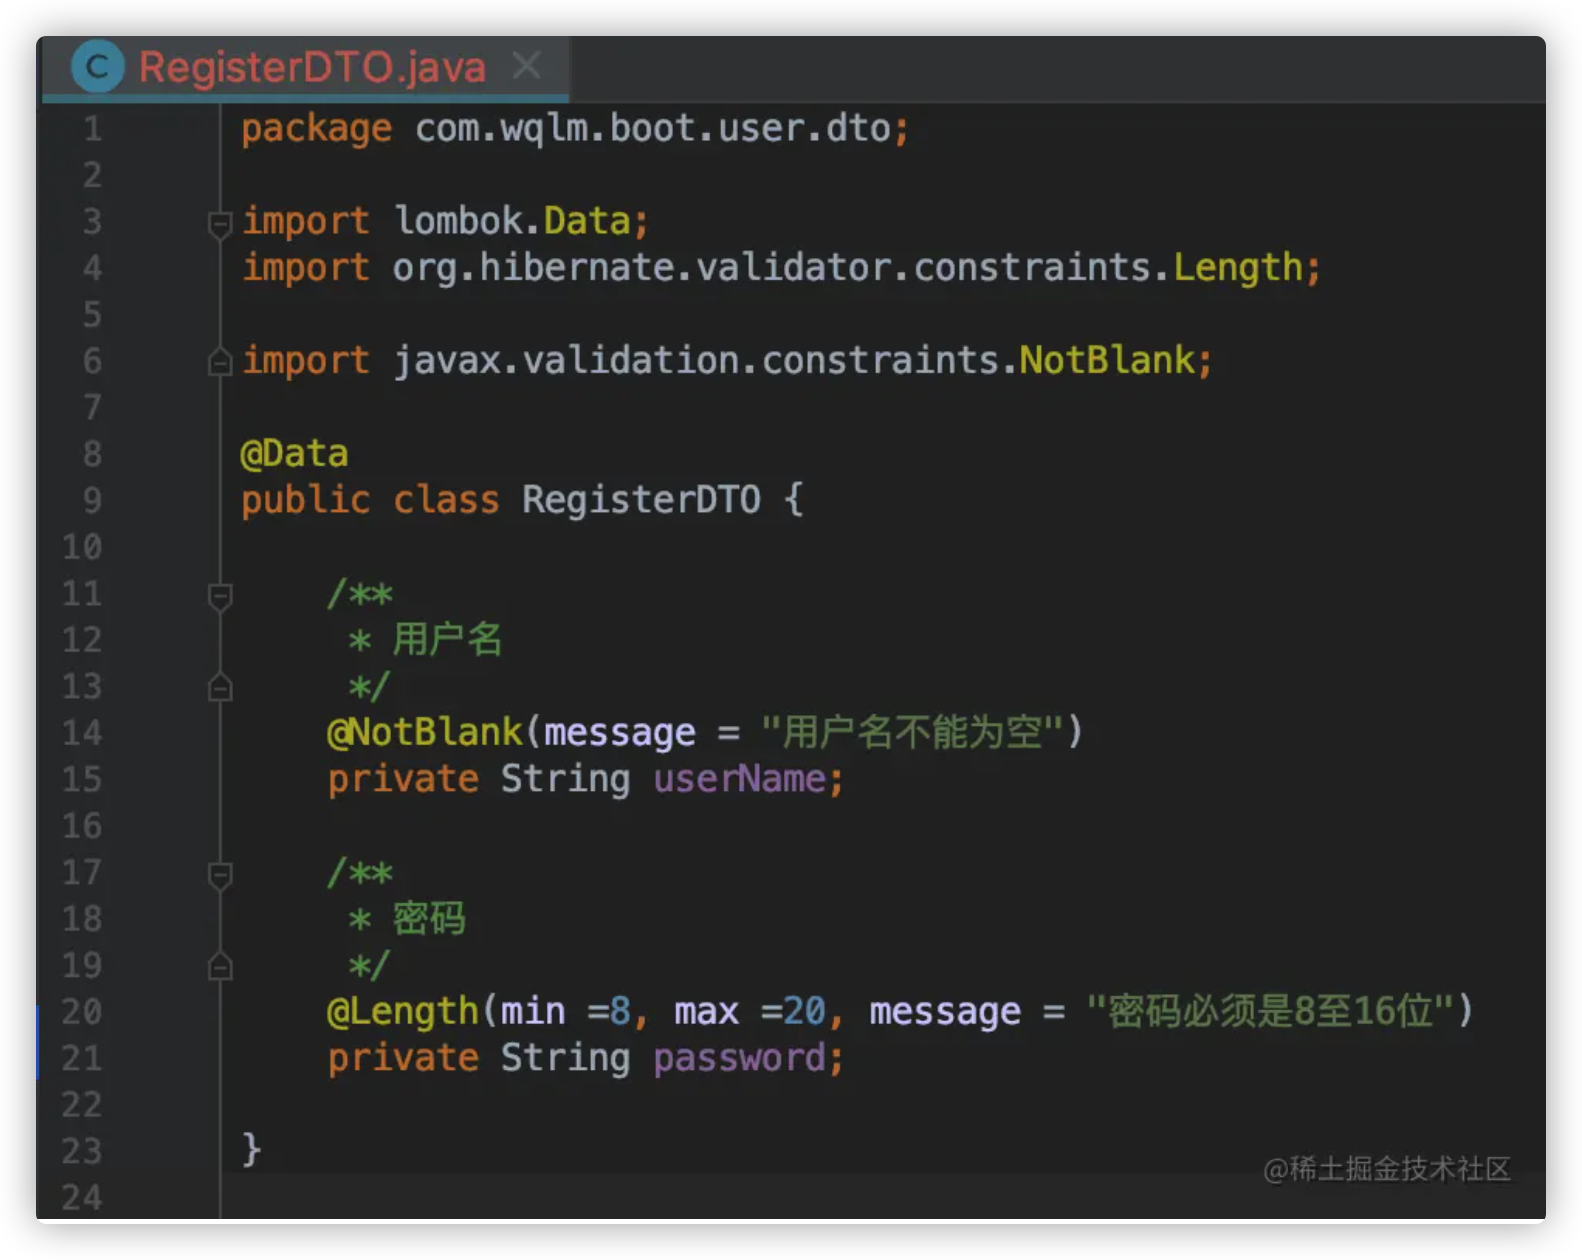 RegisterDTO.java
1 package com.wqlm.boot.user.dto;
2
3 import lombok.Data;
4 import org.hibernate.validator.constraints.Length;
5
6 import javax.validation.constraints.NotBlank;
7
8 @Data
9 public class RegisterDTO {
10
11 /**
12 * 用户名
13 */
14 @NotBlank(message = "用户名不能为空")
15 private String userName;
16
17 /**
18 * 密码
19 */
20 @Length(min =8, max =20, message = "密码必须是8至16位")
21 private String password;
22
23 }
24
@稀土掘金技术社区